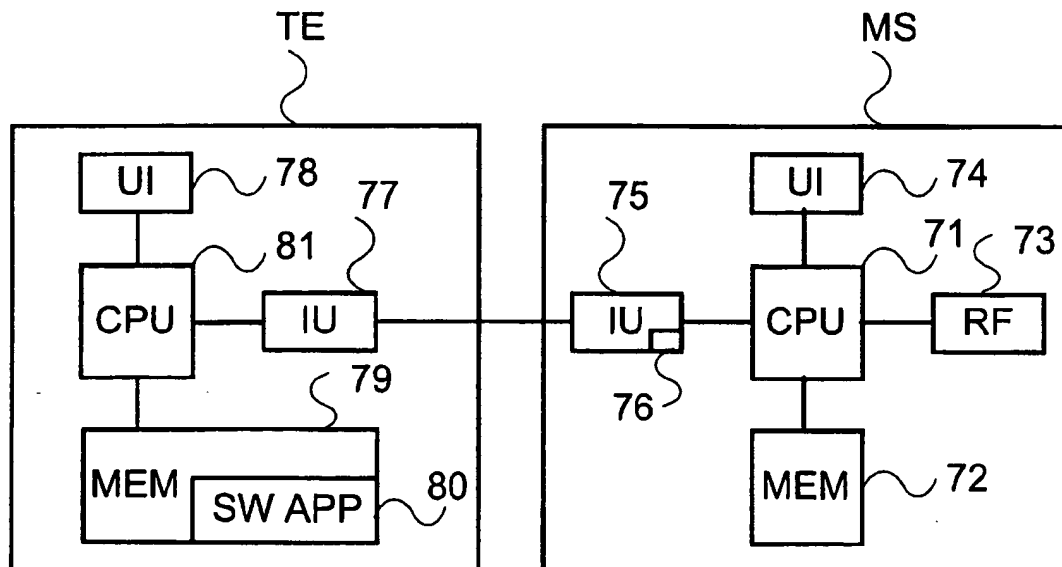 TE
MS
UI
78
77
81
CPU
IU
79
MEM
SW APP
80
UI
74
75
71
73
IU
CPU
RF
76
MEM
72